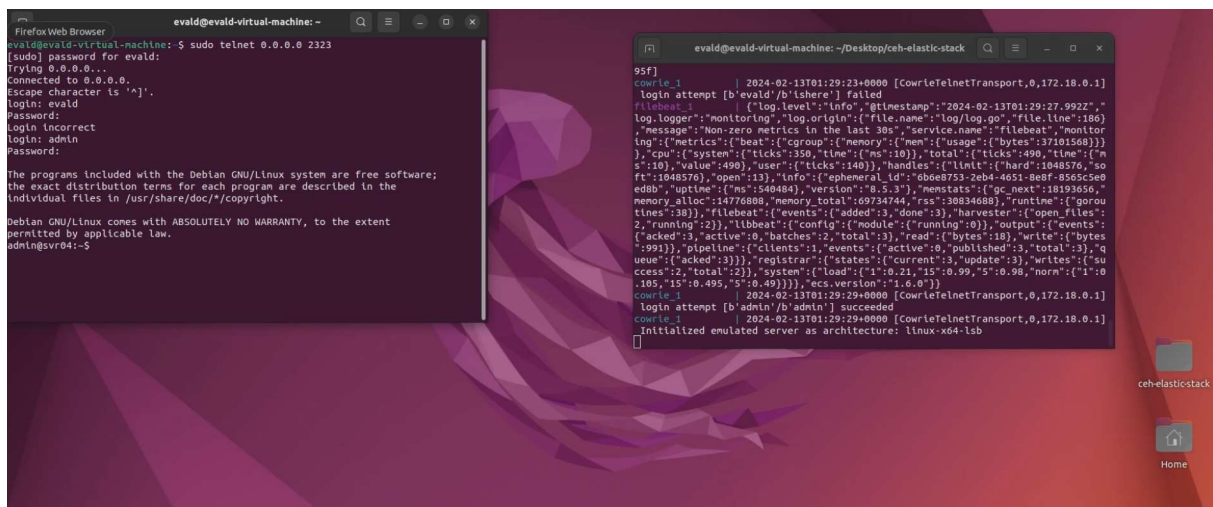 evald@evald-virtual-machine: ~
Firefox Web Browser
evald@evald-virtual-machine:~$ sudo telnet 0.0.0.0 2323
[sudo] password for evald:
Trying 0.0.0.0...
Connected to 0.0.0.0.
Escape character is '^]'.
login: evald
Password:
Login incorrect
login: admin
Password:
The programs included with the Debian GNU/Linux system are free software;
the exact distribution terms for each program are described in the
individual files in /usr/share/doc/*/copyright.
Debian GNU/Linux comes with ABSOLUTELY NO WARRANTY, to the extent
permitted by applicable law.
admin@svr04:~$
evald@evald-virtual-machine: ~/Desktop/ceh-elastic-stack
95f]
cowrie_1 | 2024-02-13T01:29:23+0000 [CowrieTelnetTransport,0,172.18.0.1]
login attempt [b'evald'/b'ishere'] failed
filebeat_1 | {"log.level":"info","@timestamp":"2024-02-13T01:29:27.992Z","
log.logger":"monitoring","log.origin":{"file.name":"log/log.go","file.line":186}
,"message":"Non-zero metrics in the last 30s","service.name":"filebeat","monitor
ing":{"metrics":{"beat":{"cgroup":{"memory":{"mem":{"usage":{"bytes":37101568}}}
},"cpu":{"system":{"ticks":350,"time":{"ms":10}},"total":{"ticks":490,"time":{"m
s":10},"value":490},"user":{"ticks":140}},"handles":{"limit":{"hard":1048576,"so
ft":1048576},"open":13},"info":{"ephemeral_id":"6b6e8753-2eb4-4651-8e8f-8565c5e0
ed8b","uptime":{"ms":540484},"version":"8.5.3"},"memstats":{"gc_next":18193656,"
memory_alloc":14776808,"memory_total":69734744,"rss":30834688},"runtime":{"gorou
tines":38}},"filebeat":{"events":{"added":3,"done":3},"harvester":{"open_files":
2,"running":2}},"libbeat":{"config":{"module":{"running":0}},"output":{"events":
{"acked":3,"active":0,"batches":2,"total":3},"read":{"bytes":18},"write":{"bytes
":991}},"pipeline":{"clients":1,"events":{"active":0,"published":3,"total":3},"q
ueue":{"acked":3}}},"registrar":{"states":{"current":3,"update":3},"writes":{"su
ccess":2,"total":2}},"system":{"load":{"1":0.21,"15":0.99,"5":0.98,"norm":{"1":0
.105,"15":0.495,"5":0.49}}}},"ecs.version":"1.6.0"}}
cowrie_1 | 2024-02-13T01:29:29+0000 [CowrieTelnetTransport,0,172.18.0.1]
login attempt [b'admin'/b'admin'] succeeded
cowrie_1 | 2024-02-13T01:29:29+0000 [CowrieTelnetTransport,0,172.18.0.1]
Initialized emulated server as architecture: linux-x64-lsb
ceh-elastic-stack
Home